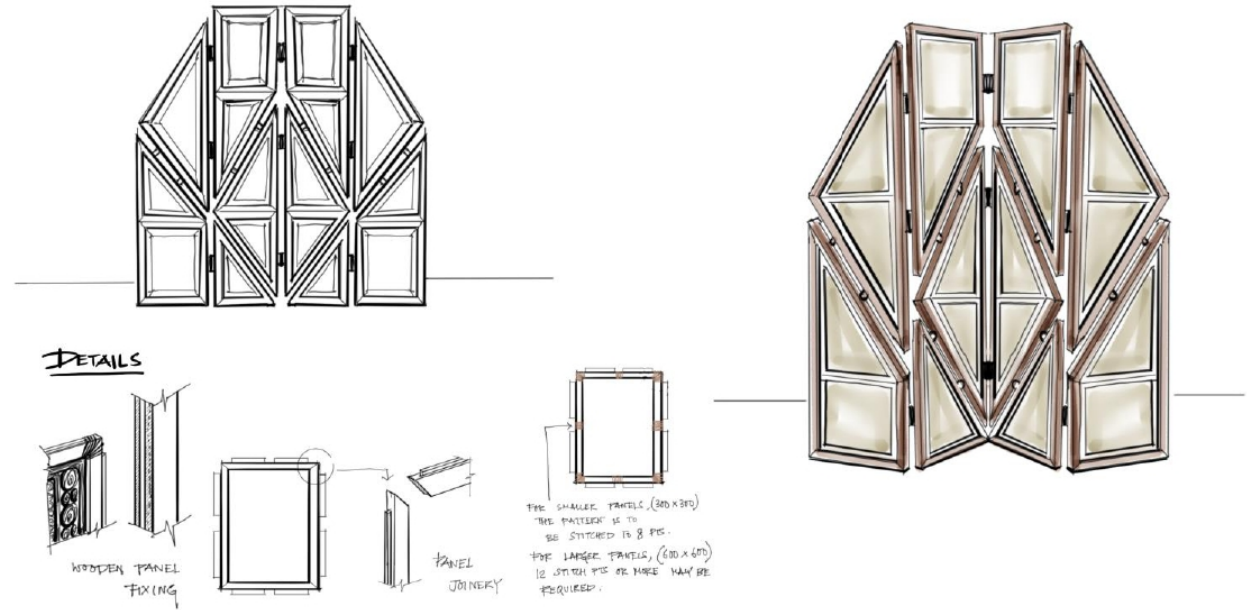 DETAILS
WOODEN PANEL
FIXING
PANEL
JOINERY
FOR SMALLER PANELS, (300 X 300)
THE PATTERN IS TO
BE STITCHED TO 8 PTS.
FOR LARGER PANELS, (600 X 600)
12 STITCH PTS OR MORE MAY BE
REQUIRED.